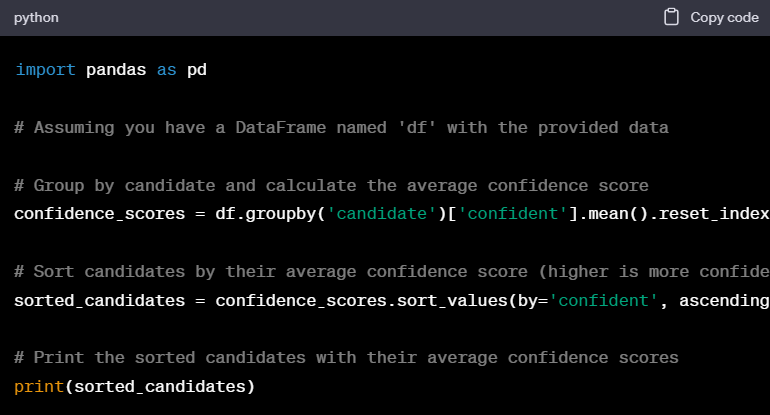 python
Copy code
import pandas as pd
# Assuming you have a DataFrame named 'df' with the provided data
# Group by candidate and calculate the average confidence score
confidence_scores = df.groupby('candidate')['confident'].mean().reset_index
# Sort candidates by their average confidence score (higher is more confide
sorted_candidates = confidence_scores.sort_values(by='confident', ascending
# Print the sorted candidates with their average confidence scores
print(sorted_candidates)